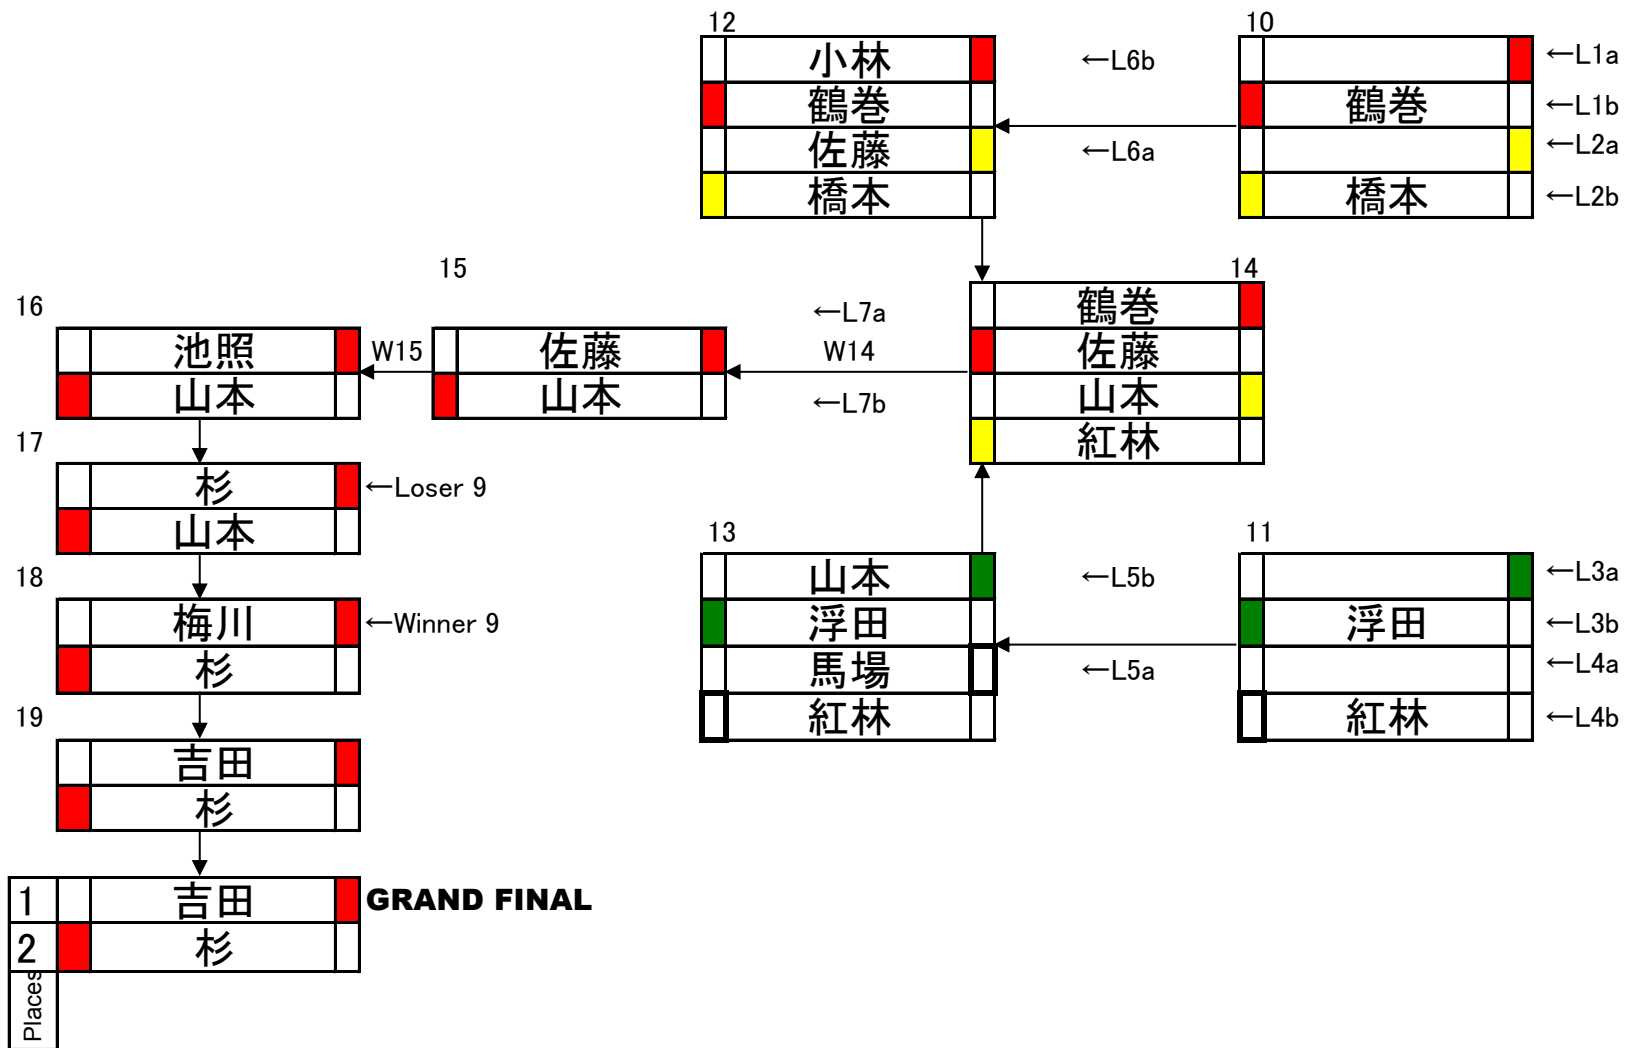 12
小林
鶴巻
佐藤
橋本
←L6b
←L6a
10
鶴巻
橋本
←L1a
←L1b
←L2a
←L2b
16
池照
山本
W15
15
佐藤
山本
←L7a
W14
←L7b
14
鶴巻
佐藤
山本
紅林
17
杉
山本
←Loser 9
13
山本
浮田
馬場
紅林
←L5b
←L5a
11
浮田
紅林
←L3a
←L3b
←L4a
←L4b
18
梅川
杉
←Winner 9
19
吉田
杉
1 吉田 GRAND FINAL
2 杉
Places